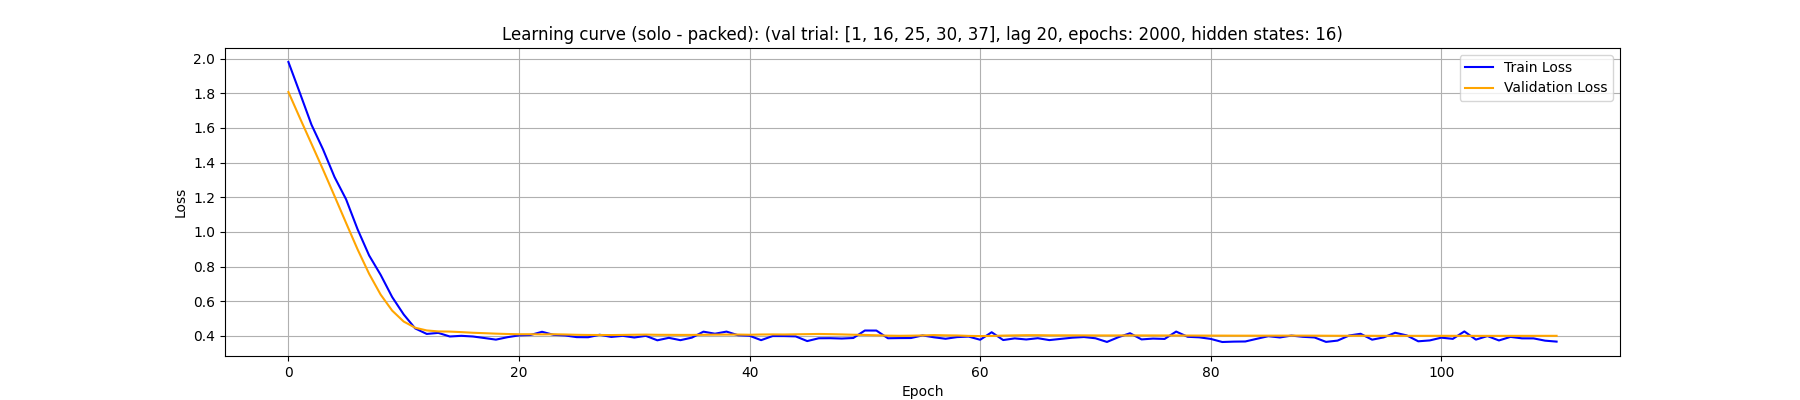 Learning curve (solo - packed): (val trial: [1, 16, 25, 30, 37], lag 20, epochs: 2000, hidden states: 16)
2.0
1.8
1.6
1.4
1.2
1.0
0.8
0.6
0.4
Loss
Train Loss
Validation Loss
0 20 40 60 80 100
Epoch